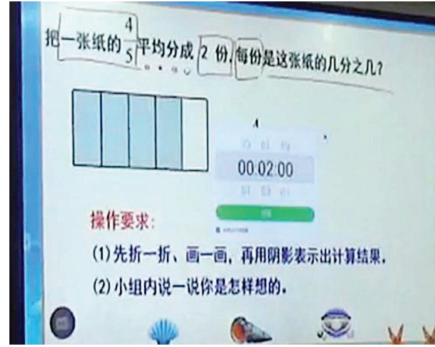 把一张纸的4/5平均分成2份,每份是这张纸的几分之几?
00:02:00
操作要求:
(1)先折一折、画一画,再用阴影表示出计算结果。
(2)小组内说一说你是怎样想的。